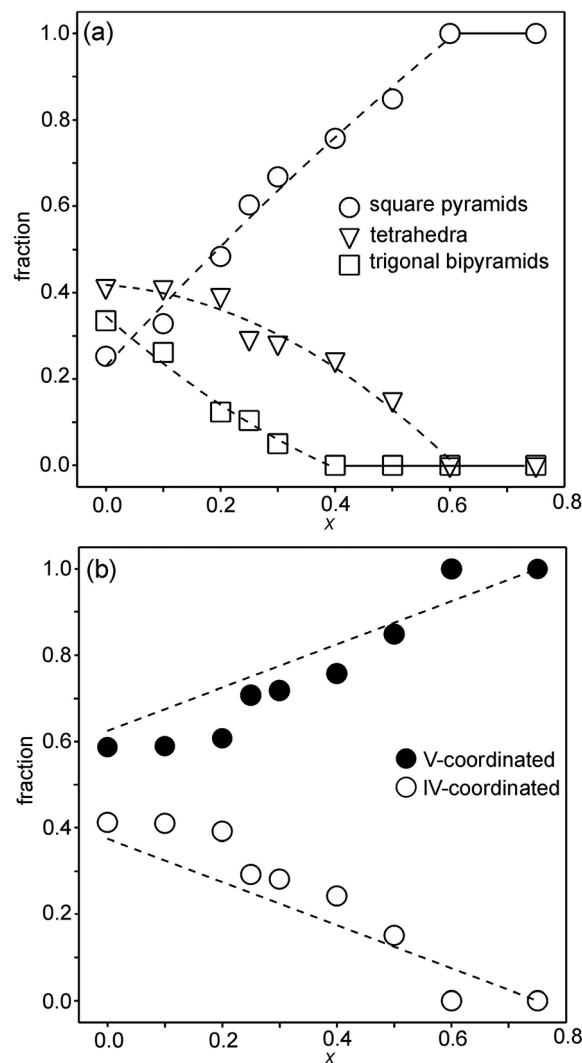 (a)
1.0
0.8
0.6
0.4
0.2
0.0
fraction
square pyramids
tetrahedra
trigonal bipyramids
0.0 0.2 0.4 0.6 0.8
x
(b)
1.0
0.8
0.6
0.4
0.2
0.0
fraction
V-coordinated
IV-coordinated
0.0 0.2 0.4 0.6 0.8
x